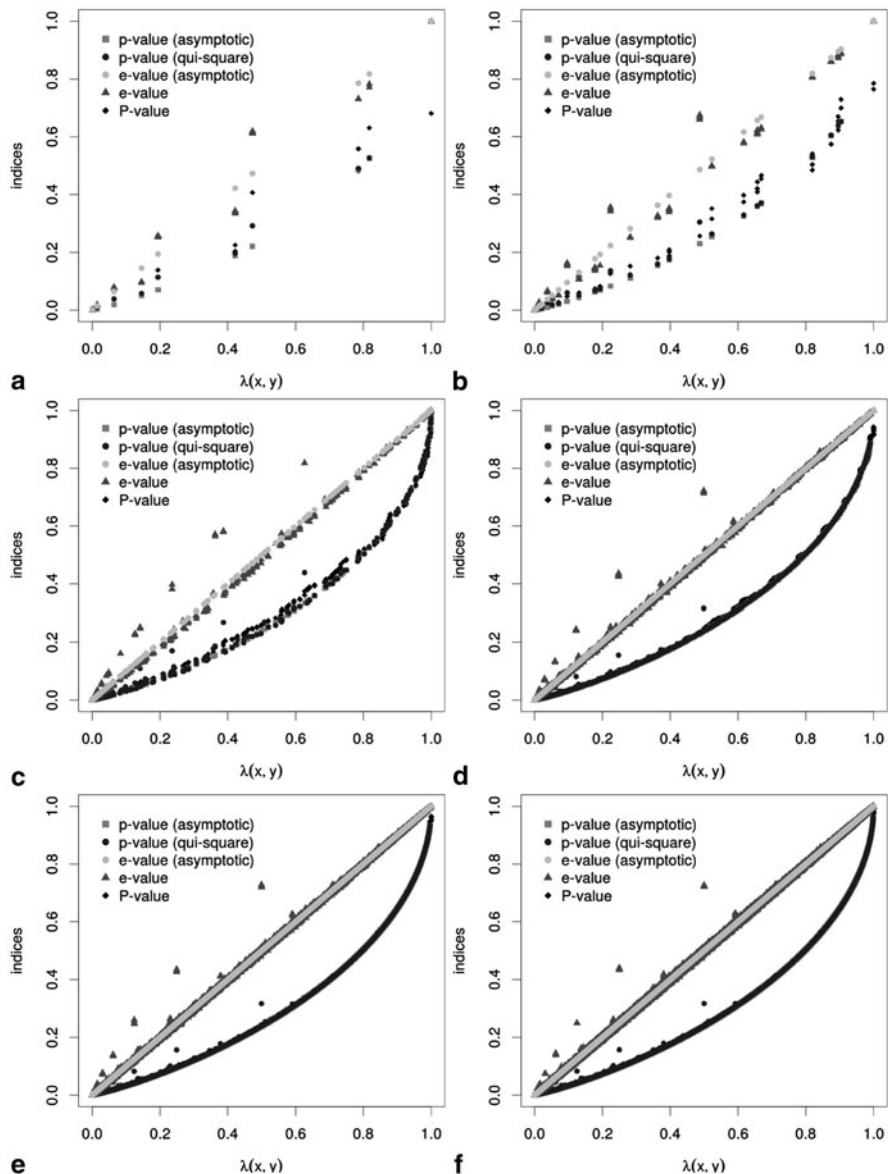 p-value (asymptotic)
p-value (qui-square)
e-value (asymptotic)
e-value
P-value
indices
0.0 0.2 0.4 0.6 0.8 1.0
0.0 0.2 0.4 0.6 0.8 1.0
λ(x, y)
a
p-value (asymptotic)
p-value (qui-square)
e-value (asymptotic)
e-value
P-value
indices
0.0 0.2 0.4 0.6 0.8 1.0
0.0 0.2 0.4 0.6 0.8 1.0
λ(x, y)
b
p-value (asymptotic)
p-value (qui-square)
e-value (asymptotic)
e-value
P-value
indices
0.0 0.2 0.4 0.6 0.8 1.0
0.0 0.2 0.4 0.6 0.8 1.0
λ(x, y)
c
p-value (asymptotic)
p-value (qui-square)
e-value (asymptotic)
e-value
P-value
indices
0.0 0.2 0.4 0.6 0.8 1.0
0.0 0.2 0.4 0.6 0.8 1.0
λ(x, y)
d
p-value (asymptotic)
p-value (qui-square)
e-value (asymptotic)
e-value
P-value
indices
0.0 0.2 0.4 0.6 0.8 1.0
0.0 0.2 0.4 0.6 0.8 1.0
λ(x, y)
e
p-value (asymptotic)
p-value (qui-square)
e-value (asymptotic)
e-value
P-value
indices
0.0 0.2 0.4 0.6 0.8 1.0
0.0 0.2 0.4 0.6 0.8 1.0
λ(x, y)
f